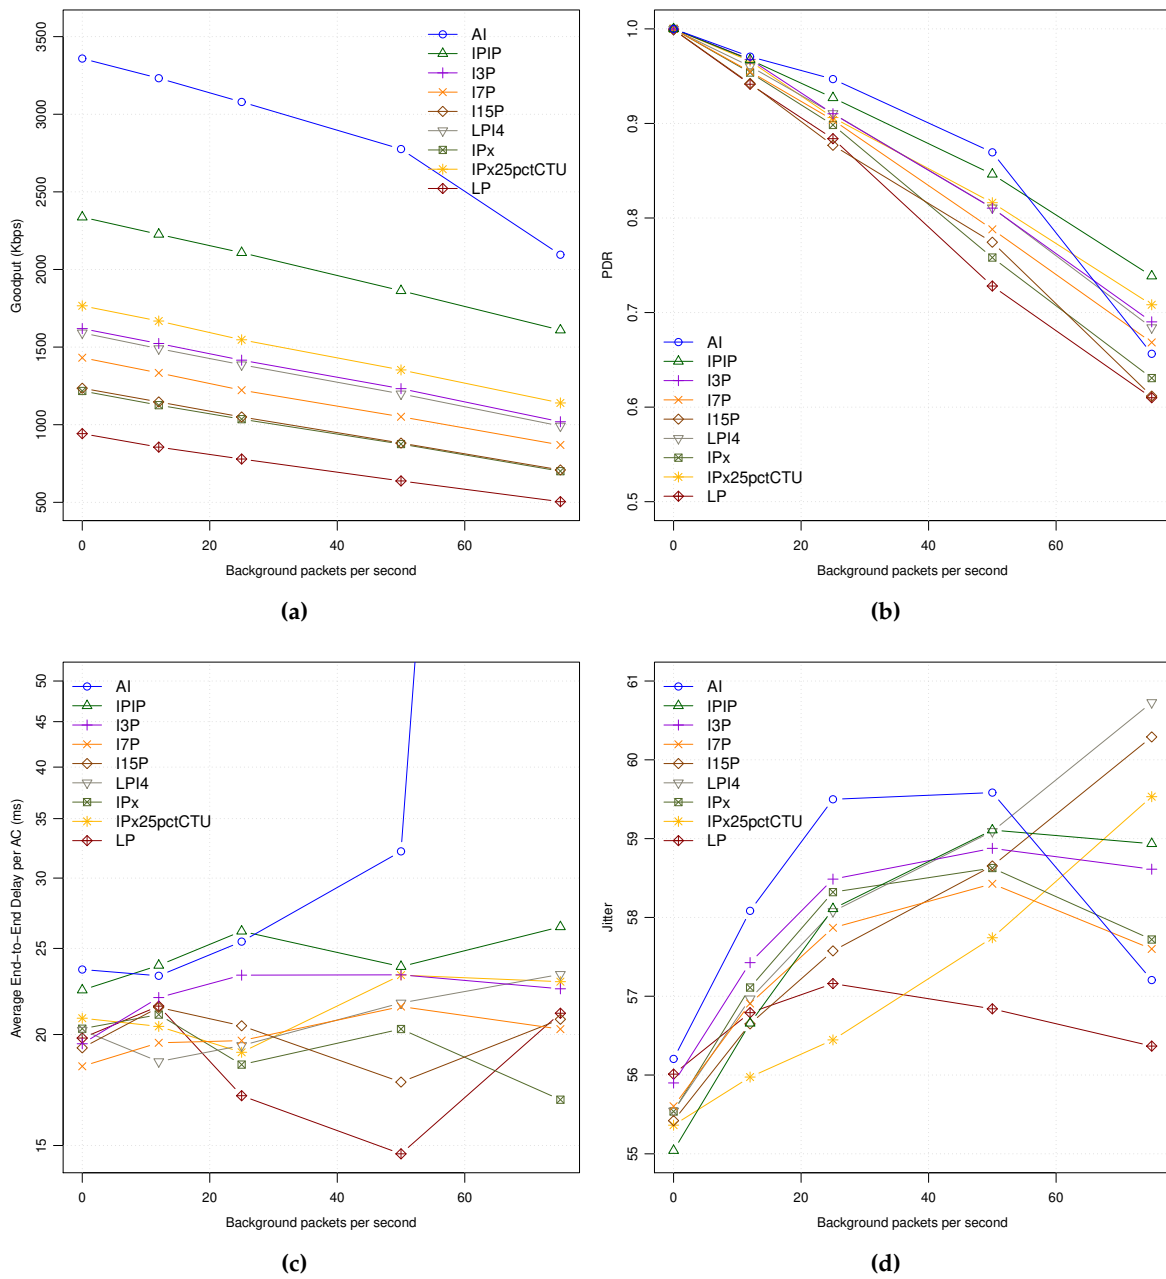 AI
IPIP
I3P
I7P
I15P
LPI4
IPx
IPx25pctCTU
LP
Goodput (Kbps)
3500
3000
2500
2000
1500
1000
500
0 20 40 60
Background packets per second
(a)
PDR
1.0
0.9
0.8
0.7
0.6
0.5
AI
IPIP
I3P
I7P
I15P
LPI4
IPx
IPx25pctCTU
LP
0 20 40 60
Background packets per second
(b)
Average End−to−End Delay per AC (ms)
50
45
40
35
30
25
20
15
AI
IPIP
I3P
I7P
I15P
LPI4
IPx
IPx25pctCTU
LP
0 20 40 60
Background packets per second
(c)
Jitter
61
60
59
58
57
56
55
AI
IPIP
I3P
I7P
I15P
LPI4
IPx
IPx25pctCTU
LP
0 20 40 60
Background packets per second
(d)